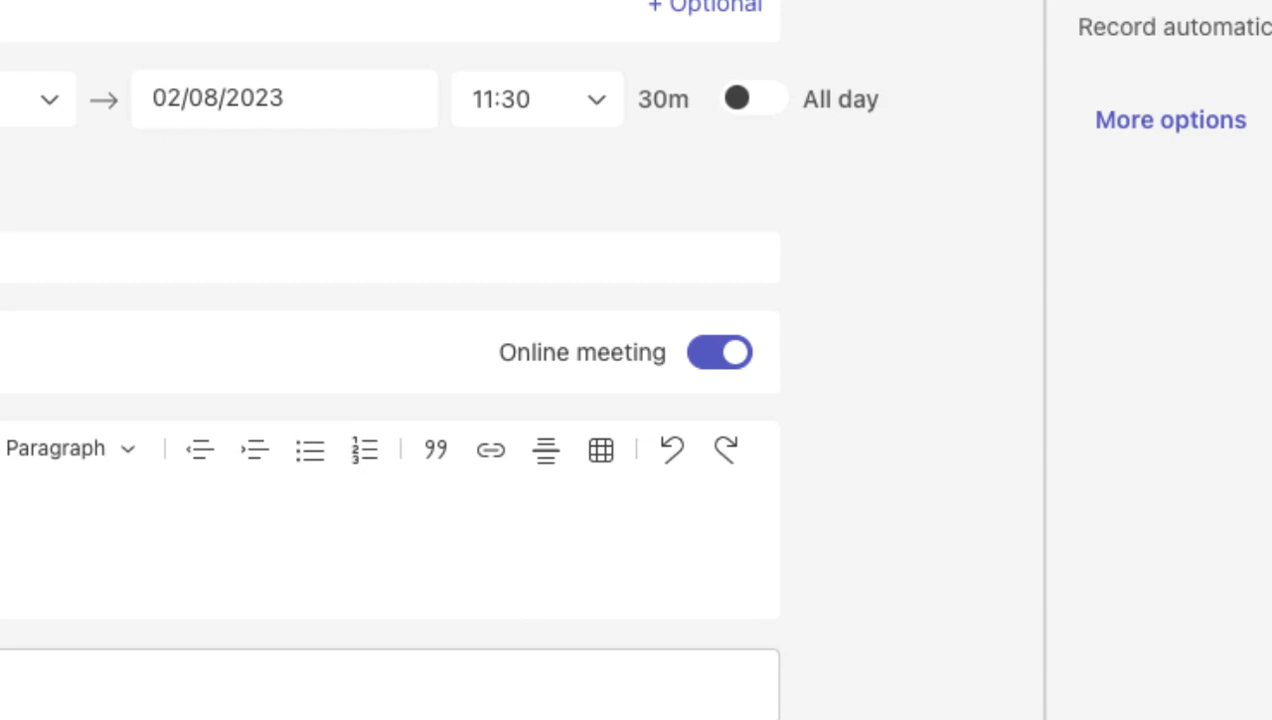 + Optional
Record automatic
02/08/2023 11:30 30m All day
More options
Online meeting
Paragraph